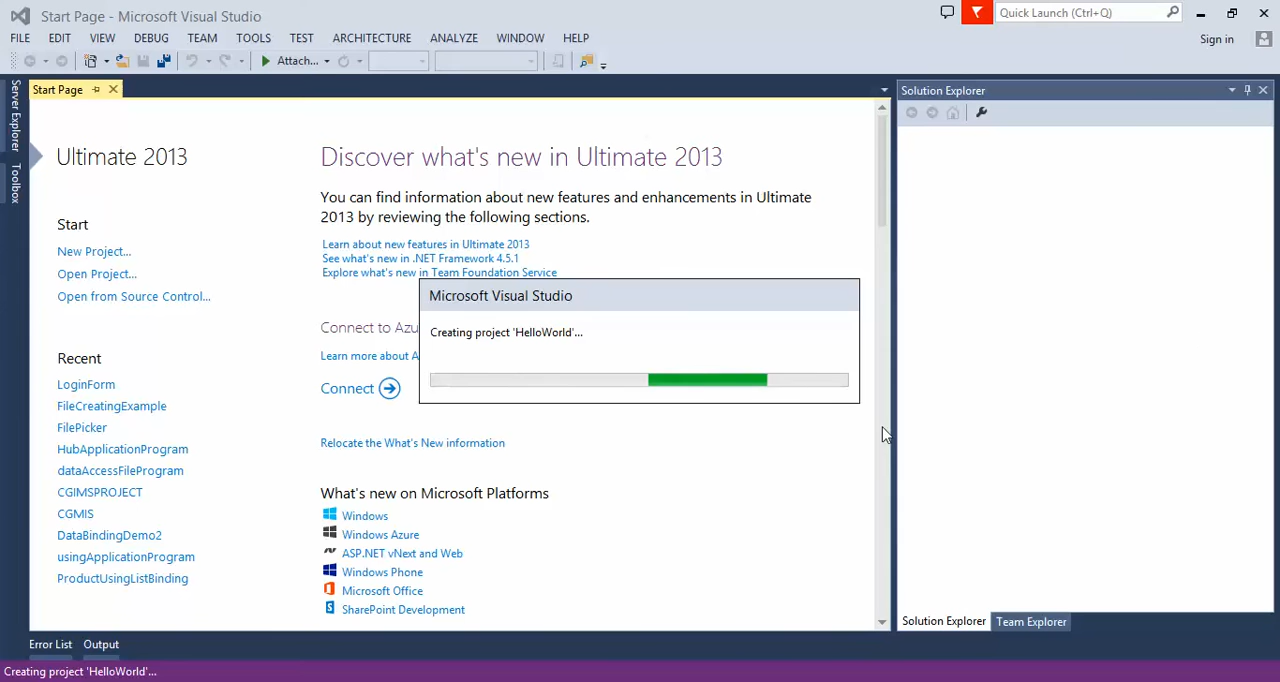 Start Page - Microsoft Visual Studio
Quick Launch (Ctrl+Q)
FILE EDIT VIEW DEBUG TEAM TOOLS TEST ARCHITECTURE ANALYZE WINDOW HELP
Sign in
Attach...
Server Explorer
Toolbox
Start Page
Ultimate 2013
Start
New Project...
Open Project...
Open from Source Control...
Recent
LoginForm
FileCreatingExample
FilePicker
HubApplicationProgram
dataAccessFileProgram
CGIMSPROJECT
CGMIS
DataBindingDemo2
usingApplicationProgram
ProductUsingListBinding
Discover what's new in Ultimate 2013
You can find information about new features and enhancements in Ultimate
2013 by reviewing the following sections.
Learn about new features in Ultimate 2013
See what's new in .NET Framework 4.5.1
Explore what's new in Team Foundation Service
Connect to Azu
Learn more about A
Connect
Relocate the What's New information
What's new on Microsoft Platforms
Windows
Windows Azure
ASP.NET vNext and Web
Windows Phone
Microsoft Office
SharePoint Development
Microsoft Visual Studio
Creating project 'HelloWorld'...
Solution Explorer
Solution Explorer Team Explorer
Error List Output
Creating project 'HelloWorld'...